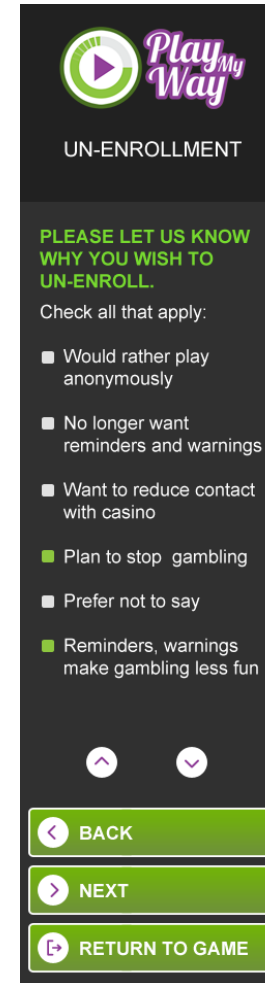 Play My
Way
UN-ENROLLMENT
PLEASE LET US KNOW
WHY YOU WISH TO
UN-ENROLL.
Check all that apply:
Would rather play
anonymously
No longer want
reminders and warnings
Want to reduce contact
with casino
Plan to stop gambling
Prefer not to say
Reminders, warnings
make gambling less fun
BACK
NEXT
RETURN TO GAME